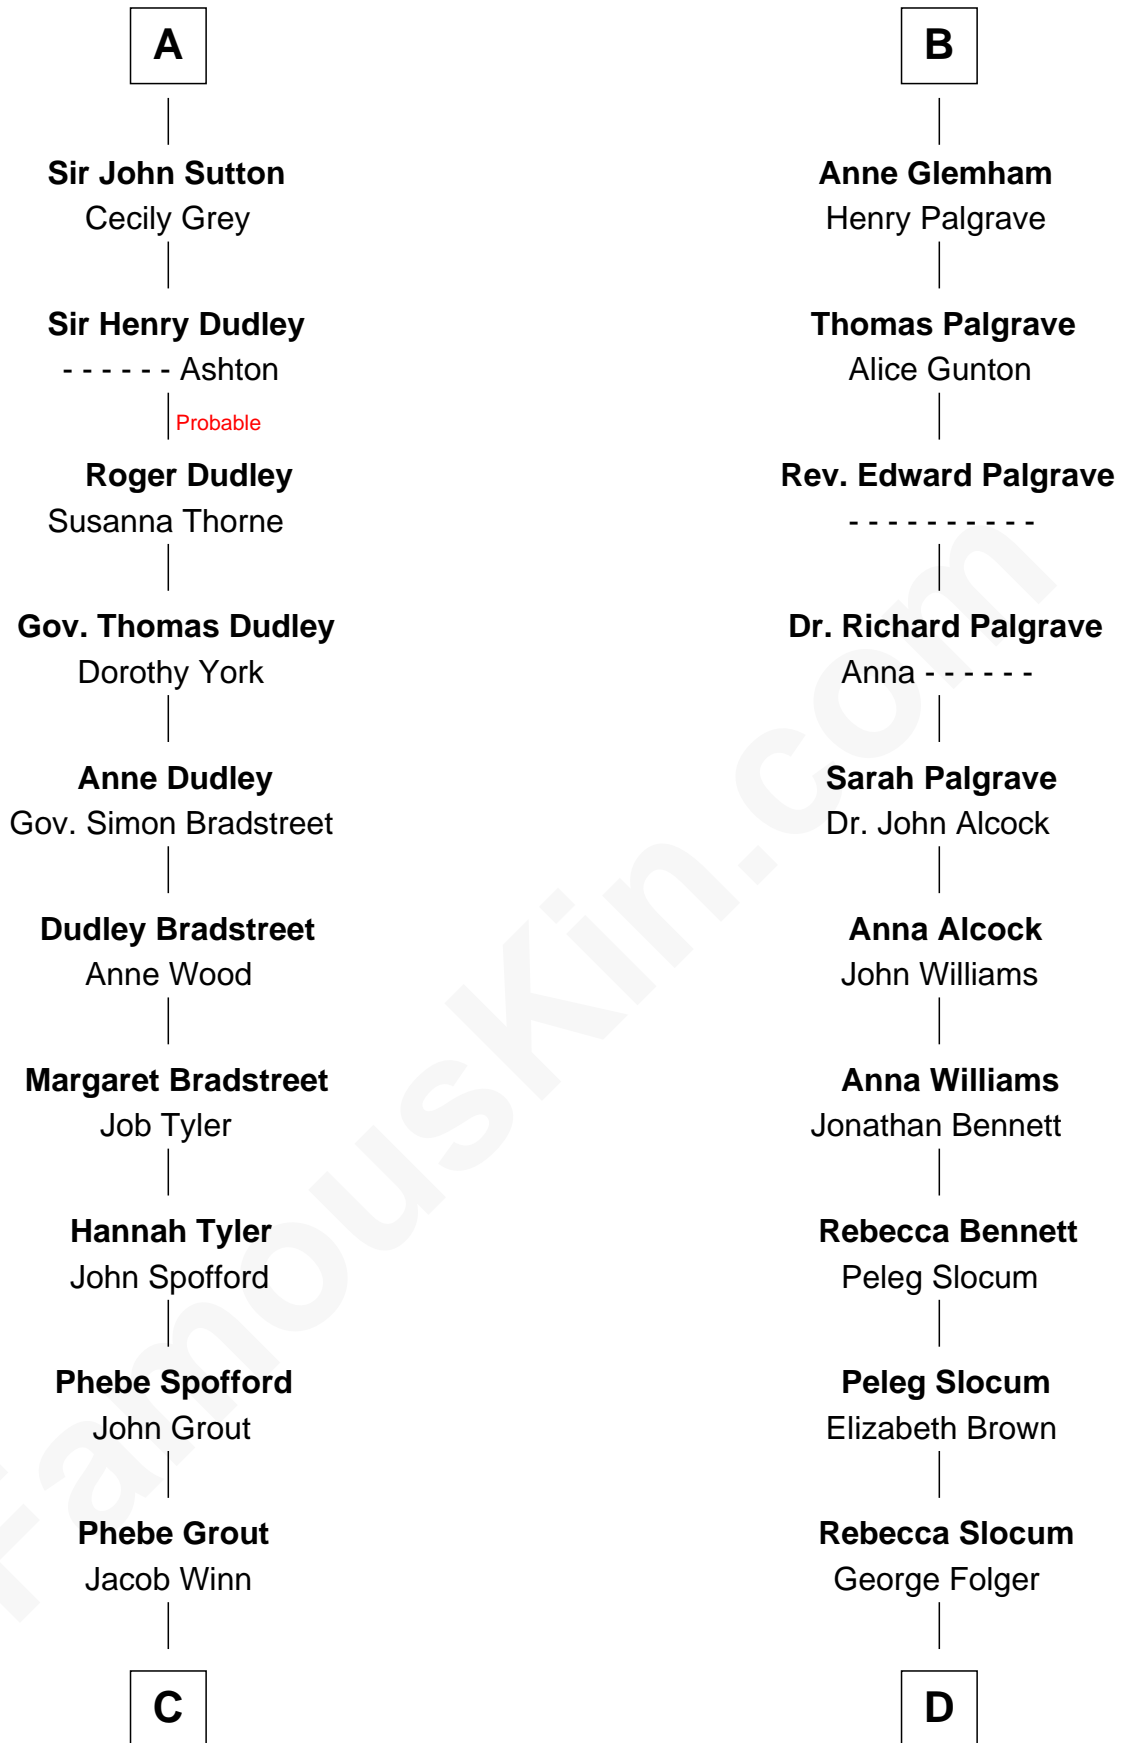 A
Sir John Sutton
Cecily Grey
Sir Henry Dudley
- - - - - - Ashton
Probable
Roger Dudley
Susanna Thorne
Gov. Thomas Dudley
Dorothy York
Anne Dudley
Gov. Simon Bradstreet
Dudley Bradstreet
Anne Wood
Margaret Bradstreet
Job Tyler
Hannah Tyler
John Spofford
Phebe Spofford
John Grout
Phebe Grout
Jacob Winn
C
B
Anne Glemham
Henry Palgrave
Thomas Palgrave
Alice Gunton
Rev. Edward Palgrave
- - - - - - - - - -
Dr. Richard Palgrave
Anna - - - - - -
Sarah Palgrave
Dr. John Alcock
Anna Alcock
John Williams
Anna Williams
Jonathan Bennett
Rebecca Bennett
Peleg Slocum
Peleg Slocum
Elizabeth Brown
Rebecca Slocum
George Folger
D
FamousKin.com